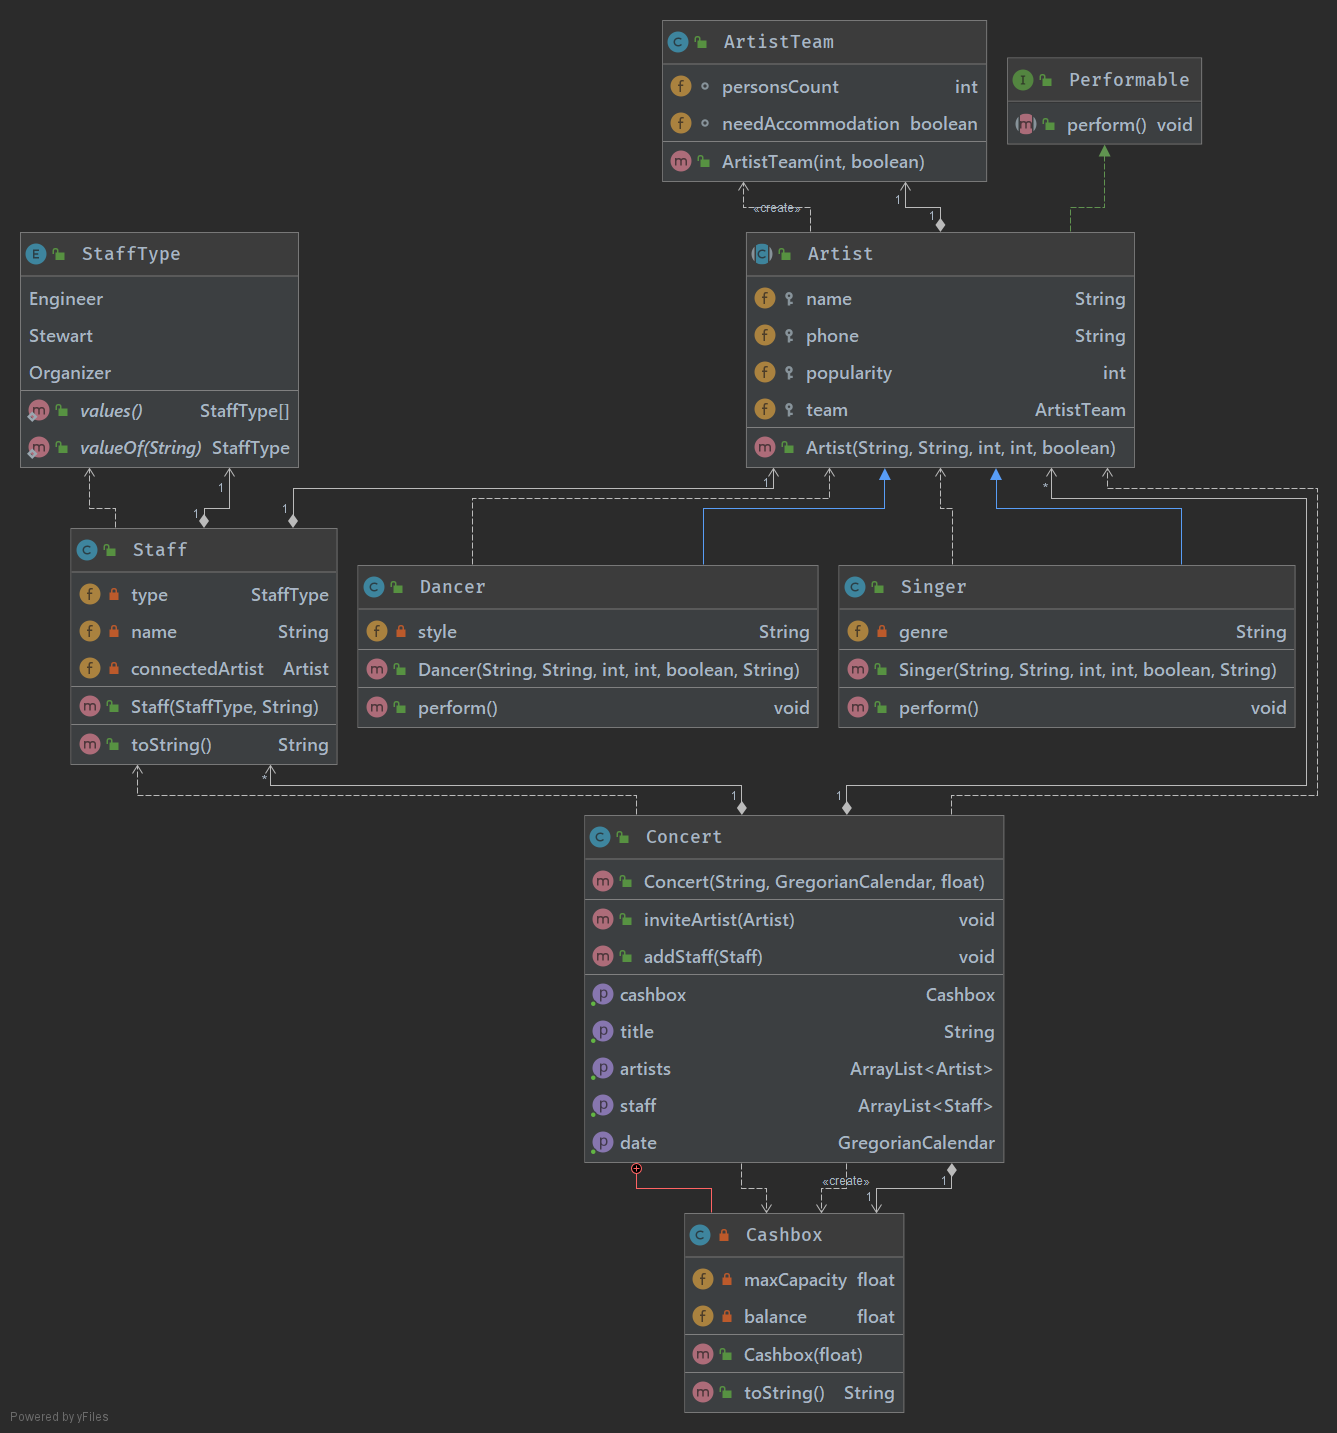 ArtistTeam
personsCount int
needAccommodation boolean
ArtistTeam(int, boolean)
Performable
perform() void
«create»
1
1
StaffType
Engineer
Stewart
Organizer
values() StaffType[]
valueOf(String) StaffType
Artist
name String
phone String
popularity int
team ArtistTeam
Artist(String, String, int, int, boolean)
1
1
1
1
*
Staff
type StaffType
name String
connectedArtist Artist
Staff(StaffType, String)
toString() String
Dancer
style String
Dancer(String, String, int, int, boolean, String)
perform() void
Singer
genre String
Singer(String, String, int, int, boolean, String)
perform() void
*
1
1
Concert
Concert(String, GregorianCalendar, float)
inviteArtist(Artist) void
addStaff(Staff) void
cashbox Cashbox
title String
artists ArrayList<Artist>
staff ArrayList<Staff>
date GregorianCalendar
«create»
1
1
Cashbox
maxCapacity float
balance float
Cashbox(float)
toString() String
Powered by yFiles